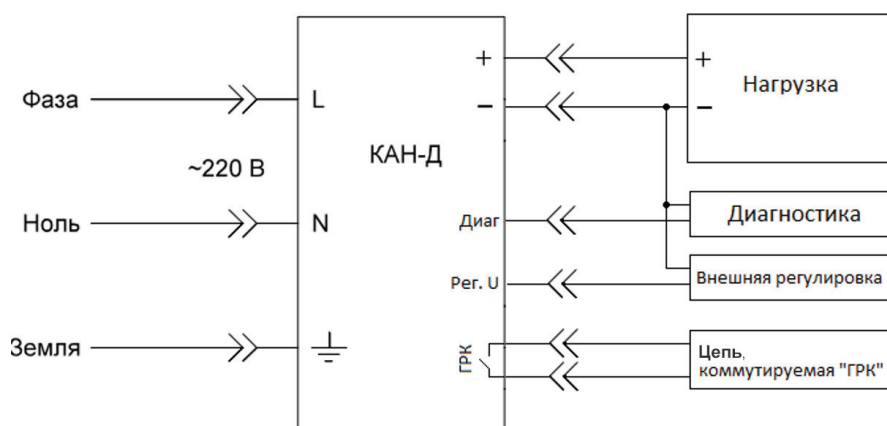 Фаза
L
~220 В
Ноль
N
Земля
КАН-Д
+
−
Диаг
Рег. U
ГРК
+
−
Нагрузка
Диагностика
Внешняя регулировка
Цепь,
коммутируемая "ГРК"